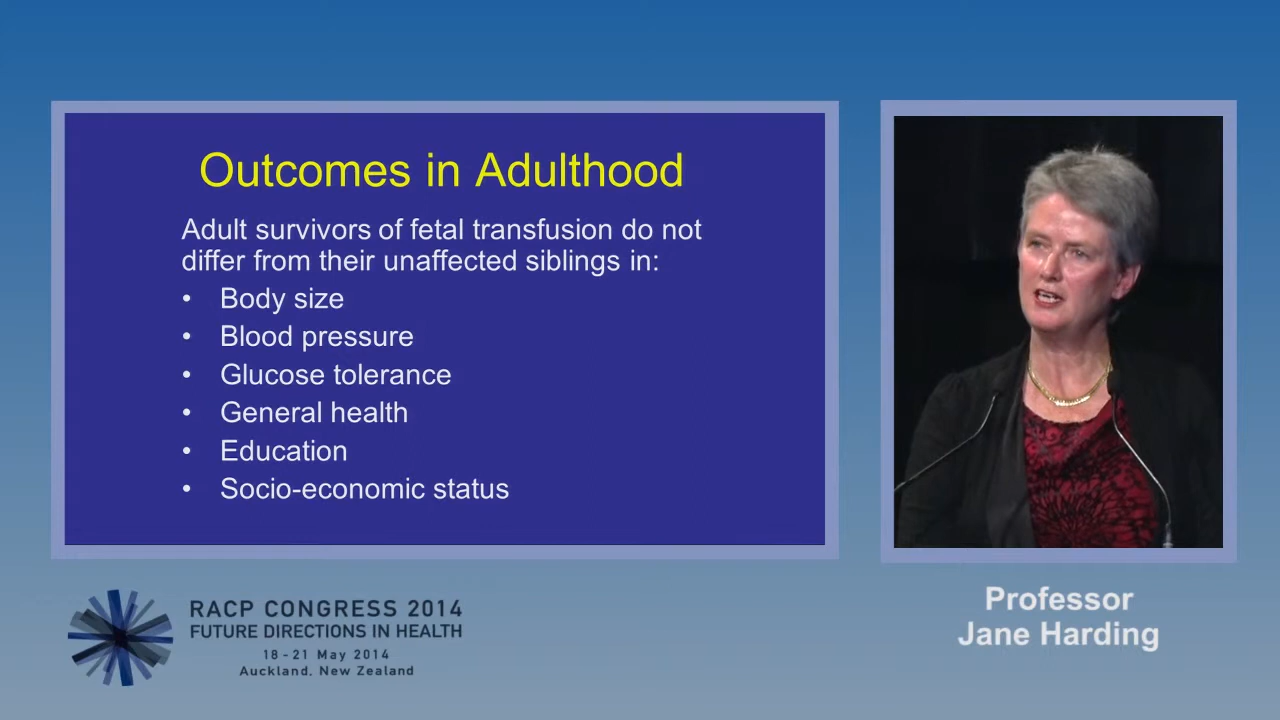 Outcomes in Adulthood
Adult survivors of fetal transfusion do not
differ from their unaffected siblings in:
• Body size
• Blood pressure
• Glucose tolerance
• General health
• Education
• Socio-economic status
RACP CONGRESS 2014
FUTURE DIRECTIONS IN HEALTH
18 - 21 May 2014
Auckland, New Zealand
Professor
Jane Harding